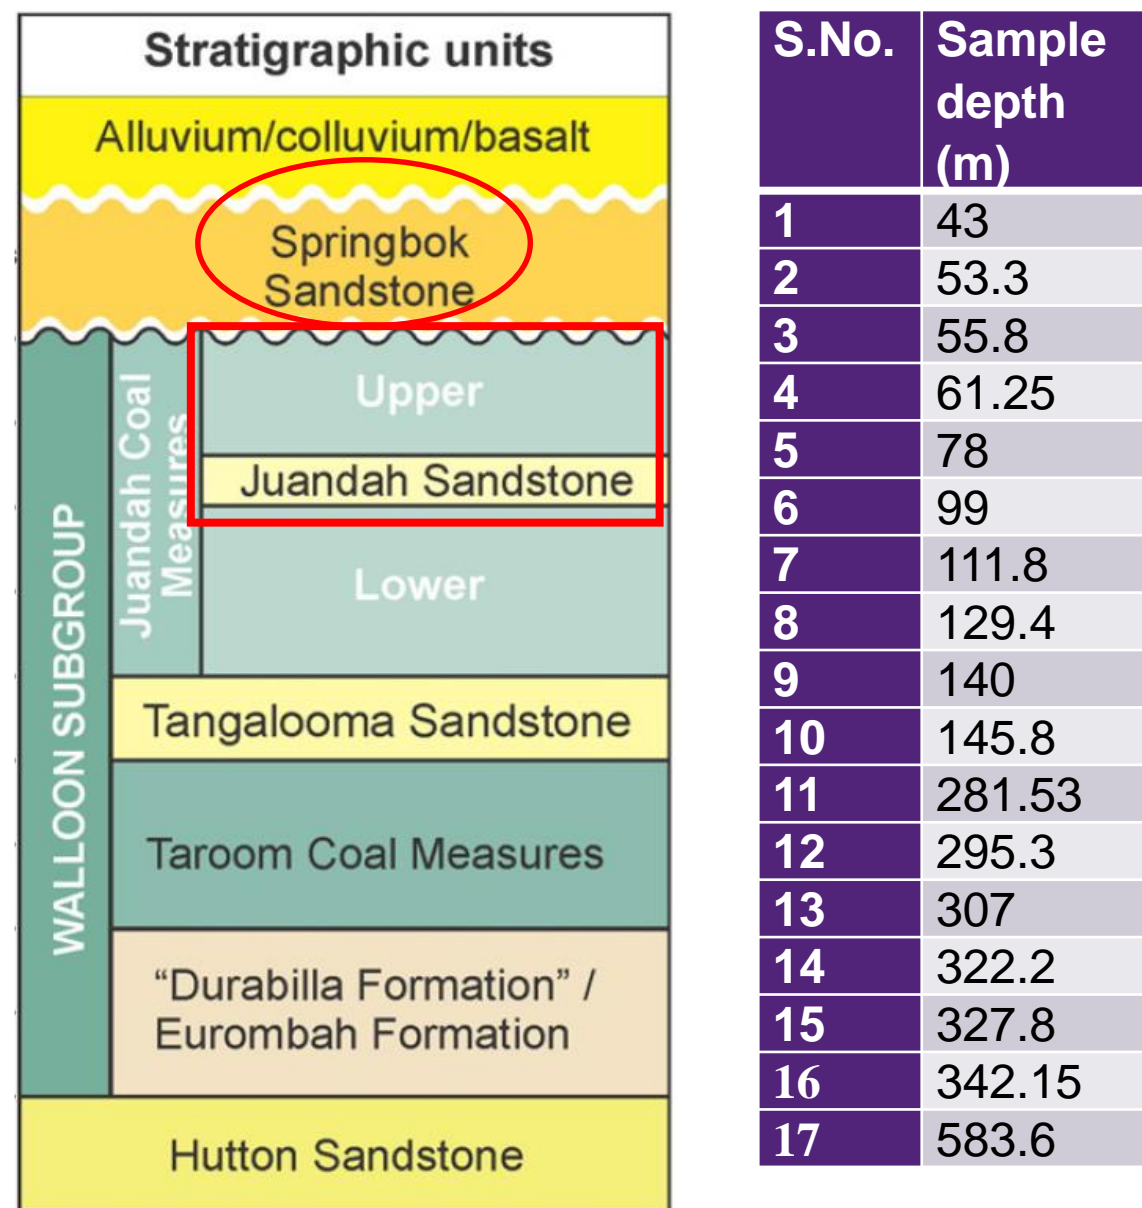 Stratigraphic units
Alluvium/colluvium/basalt
Springbok
Sandstone
WALLOON SUBGROUP
Juandah Coal
Measures
Upper
Juandah Sandstone
Lower
Tangalooma Sandstone
Taroom Coal Measures
“Durabilla Formation” /
Eurombah Formation
Hutton Sandstone
S.No. Sample
depth
(m)
1 43
2 53.3
3 55.8
4 61.25
5 78
6 99
7 111.8
8 129.4
9 140
10 145.8
11 281.53
12 295.3
13 307
14 322.2
15 327.8
16 342.15
17 583.6